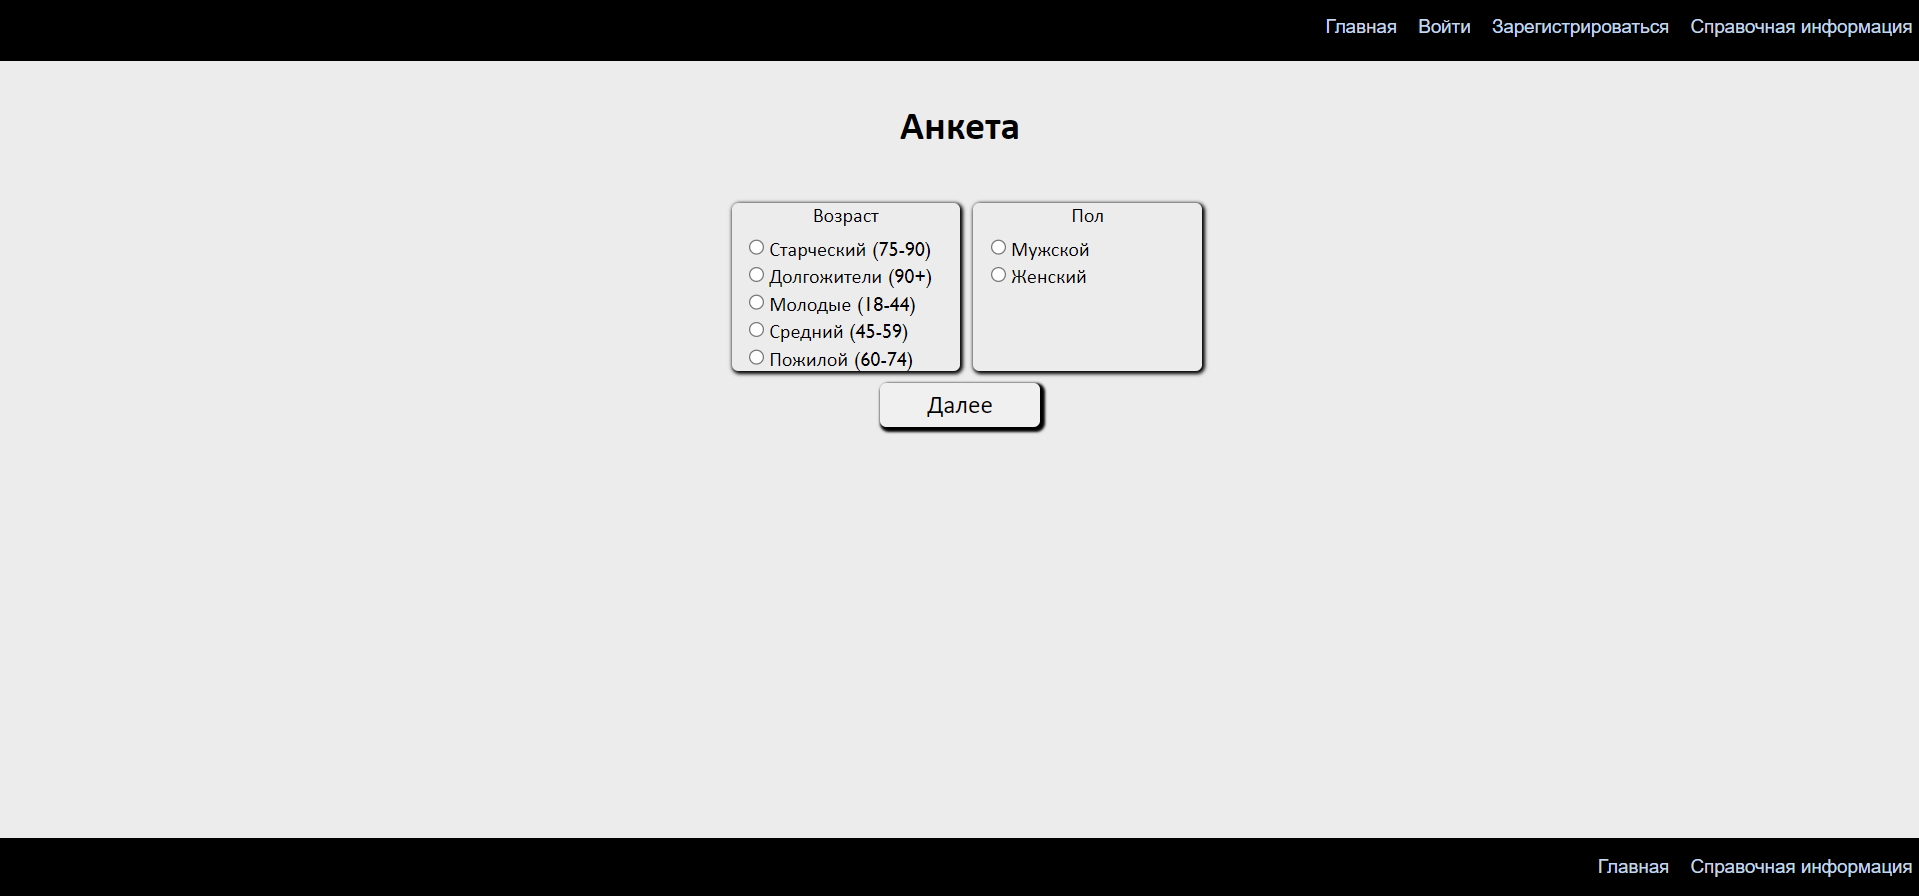 Главная Войти Зарегистрироваться Справочная информация
Анкета
Возраст
Старческий (75-90)
Долгожители (90+)
Молодые (18-44)
Средний (45-59)
Пожилой (60-74)
Пол
Мужской
Женский
Далее
Главная Справочная информация